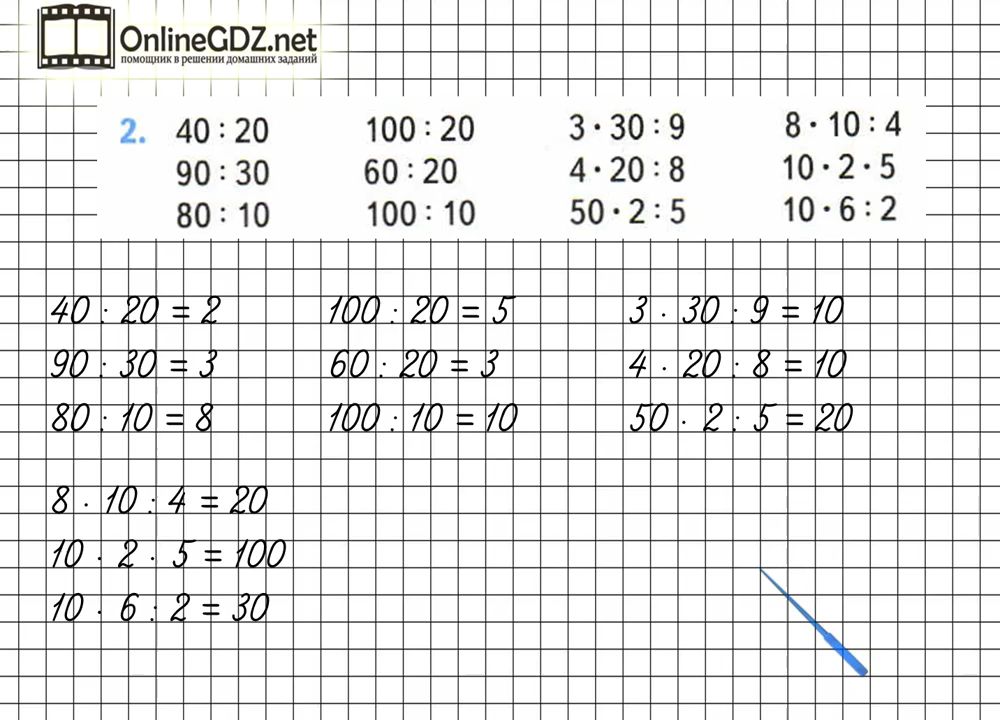 OnlineGDZ.net
помощник в решении домашних заданий
2. 40 : 20 100 : 20 3 · 30 : 9 8 · 10 : 4
90 : 30 60 : 20 4 · 20 : 8 10 · 2 · 5
80 : 10 100 : 10 50 · 2 : 5 10 · 6 : 2
40 : 20 = 2 100 : 20 = 5 3 · 30 : 9 = 10
90 : 30 = 3 60 : 20 = 3 4 · 20 : 8 = 10
80 : 10 = 8 100 : 10 = 10 50 · 2 : 5 = 20
8 · 10 : 4 = 20
10 · 2 · 5 = 100
10 · 6 : 2 = 30